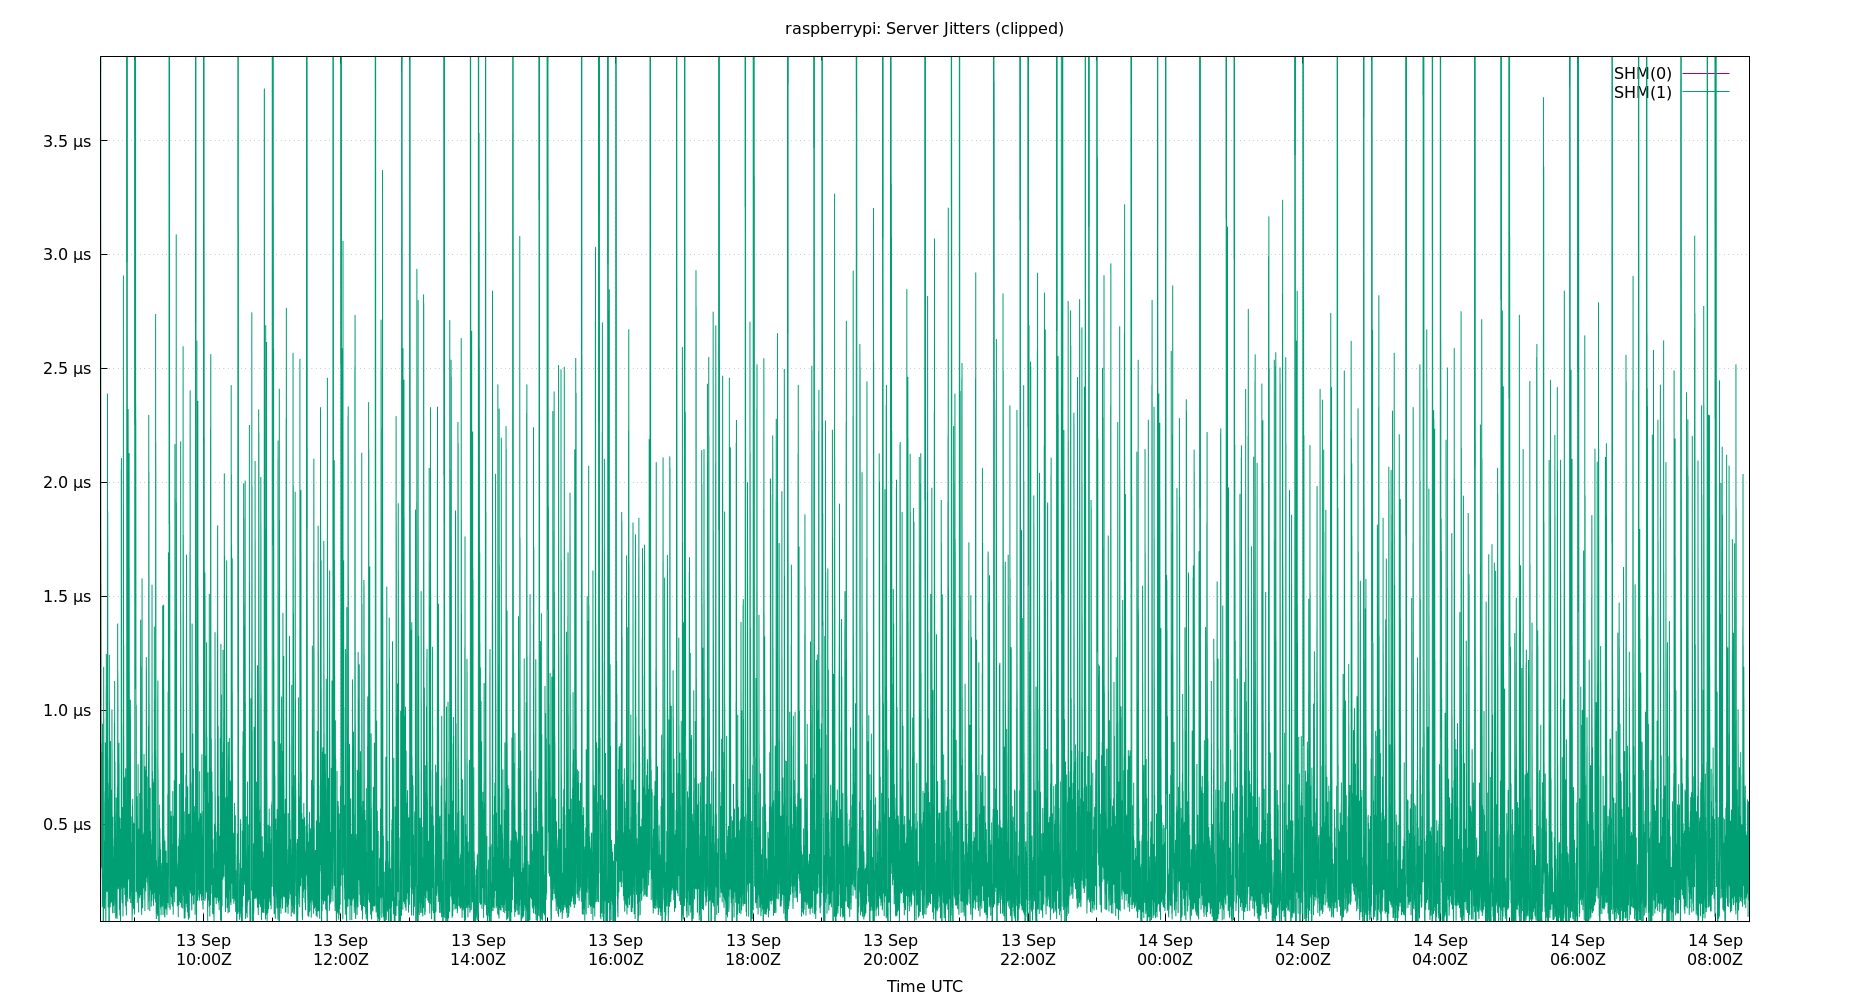 raspberrypi: Server Jitters (clipped)
SHM(0)
SHM(1)
3.5 µs
3.0 µs
2.5 µs
2.0 µs
1.5 µs
1.0 µs
0.5 µs
13 Sep 13 Sep 13 Sep 13 Sep 13 Sep 13 Sep 13 Sep 14 Sep 14 Sep 14 Sep 14 Sep 14 Sep
10:00Z 12:00Z 14:00Z 16:00Z 18:00Z 20:00Z 22:00Z 00:00Z 02:00Z 04:00Z 06:00Z 08:00Z
Time UTC